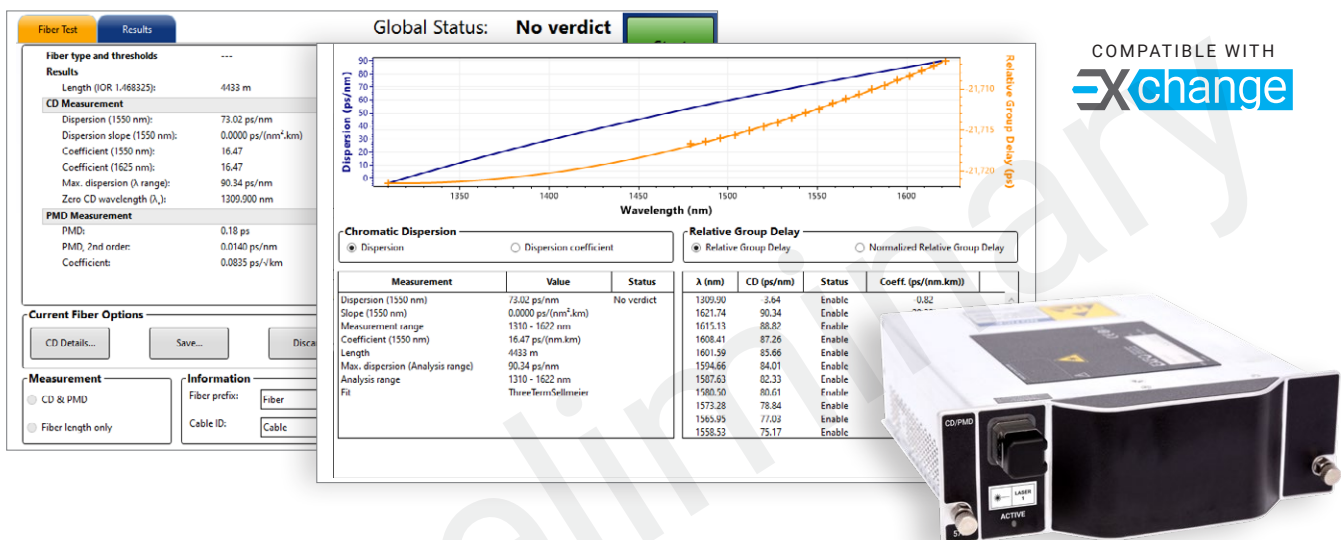 Fiber Test
Results
Global Status: No verdict
Fiber type and thresholds ---
Results
Length (IOR 1.468325): 4433 m
CD Measurement
Dispersion (1550 nm): 73.02 ps/nm
Dispersion slope (1550 nm): 0.0000 ps/(nm².km)
Coefficient (1550 nm): 16.47
Coefficient (1625 nm): 16.47
Max. dispersion (λ range): 90.34 ps/nm
Zero CD wavelength (λ₀): 1309.900 nm
PMD Measurement
PMD: 0.18 ps
PMD, 2nd order: 0.0140 ps/nm
Coefficient: 0.0835 ps/√km
Current Fiber Options
CD Details...
Save...
Measurement
CD & PMD
Fiber length only
Information
Fiber prefix: Fiber
Cable ID: Cable
Dispersion (ps/nm)
90
80
70
60
50
40
30
20
10
0
1350 1400 1450 1500 1550 1600
Wavelength (nm)
-21,710
-21,715
-21,720
Relative Group Delay (ps)
Chromatic Dispersion
Dispersion
Dispersion coefficient
Relative Group Delay
Relative Group Delay
Normalized Relative Group Delay
Measurement Value Status
Dispersion (1550 nm) 73.02 ps/nm No verdict
Slope (1550 nm) 0.0000 ps/(nm².km)
Measurement range 1310 - 1622 nm
Coefficient (1550 nm) 16.47 ps/(nm.km)
Length 4433 m
Max. dispersion (Analysis range) 90.34 ps/nm
Analysis range 1310 - 1622 nm
Fit ThreeTermSellmeier
λ (nm) CD (ps/nm) Status Coeff. (ps/(nm.km))
1309.90 -3.64 Enable -0.82
1621.74 90.34 Enable
1615.13 88.82 Enable
1608.41 87.26 Enable
1601.59 85.66 Enable
1594.66 84.01 Enable
1587.63 82.33 Enable
1580.50 80.61 Enable
1573.28 78.84 Enable
1565.95 77.03 Enable
1558.53 75.17 Enable
COMPATIBLE WITH
EXchange
CD/PMD
LASER
1
ACTIVE